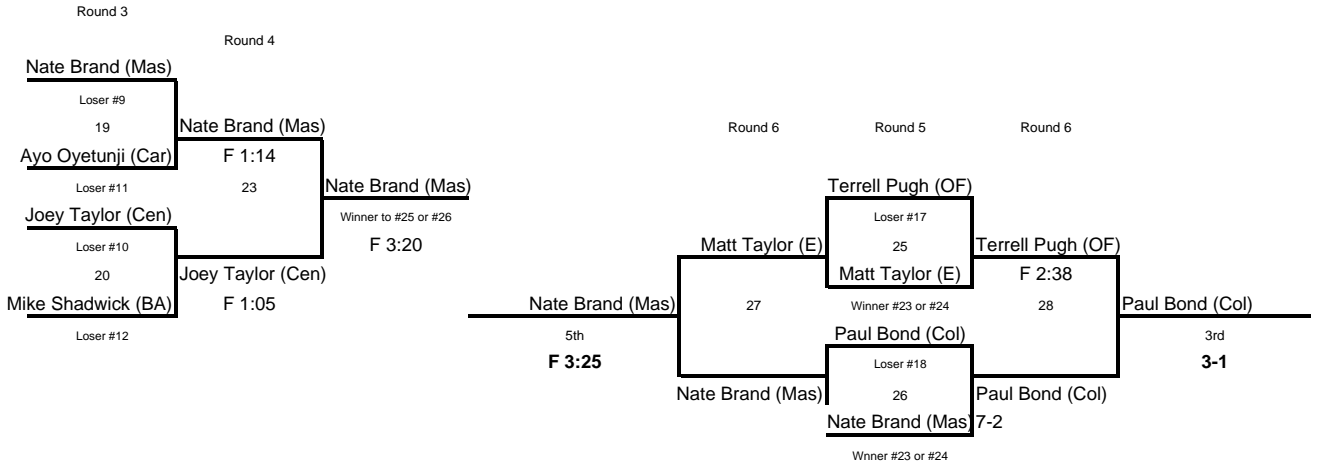 Round 3
Round 4
Nate Brand (Mas)
Loser #9
19
Nate Brand (Mas)
Ayo Oyetunji (Car)
F 1:14
Loser #11
23
Nate Brand (Mas)
Joey Taylor (Cen)
Winner to #25 or #26
Loser #10
F 3:20
20
Joey Taylor (Cen)
Mike Shadwick (BA)
F 1:05
Loser #12
Round 6
Round 5
Round 6
Terrell Pugh (OF)
Loser #17
Matt Taylor (E)
25
Terrell Pugh (OF)
Matt Taylor (E)
F 2:38
Nate Brand (Mas)
27
Winner #23 or #24
28
Paul Bond (Col)
5th
Paul Bond (Col)
3rd
F 3:25
Loser #18
3-1
Nate Brand (Mas)
26
Paul Bond (Col)
Nate Brand (Mas)
7-2
Wnner #23 or #24